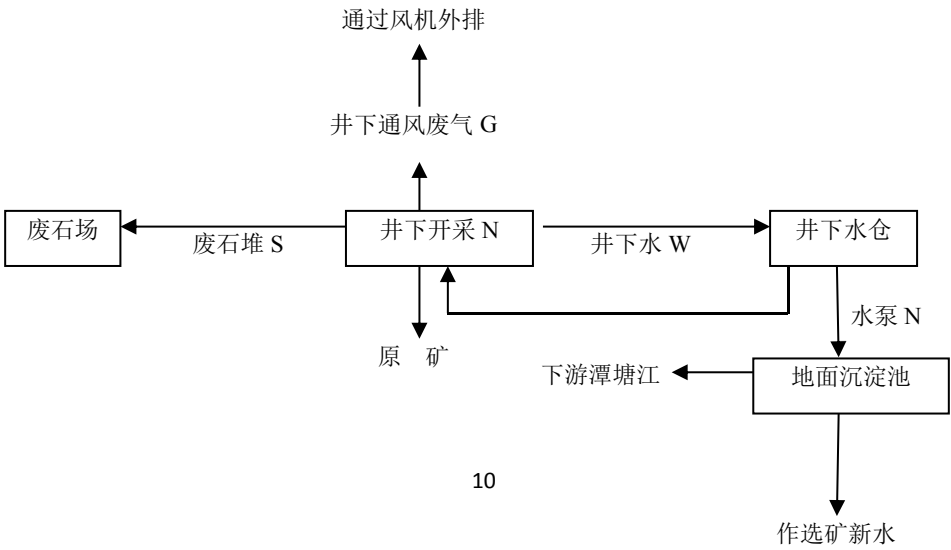 通过风机外排
井下通风废气 G
废石场
废石堆 S
井下开采 N
井下水 W
井下水仓
水泵 N
原 矿
下游潭塘江
地面沉淀池
10
作选矿新水